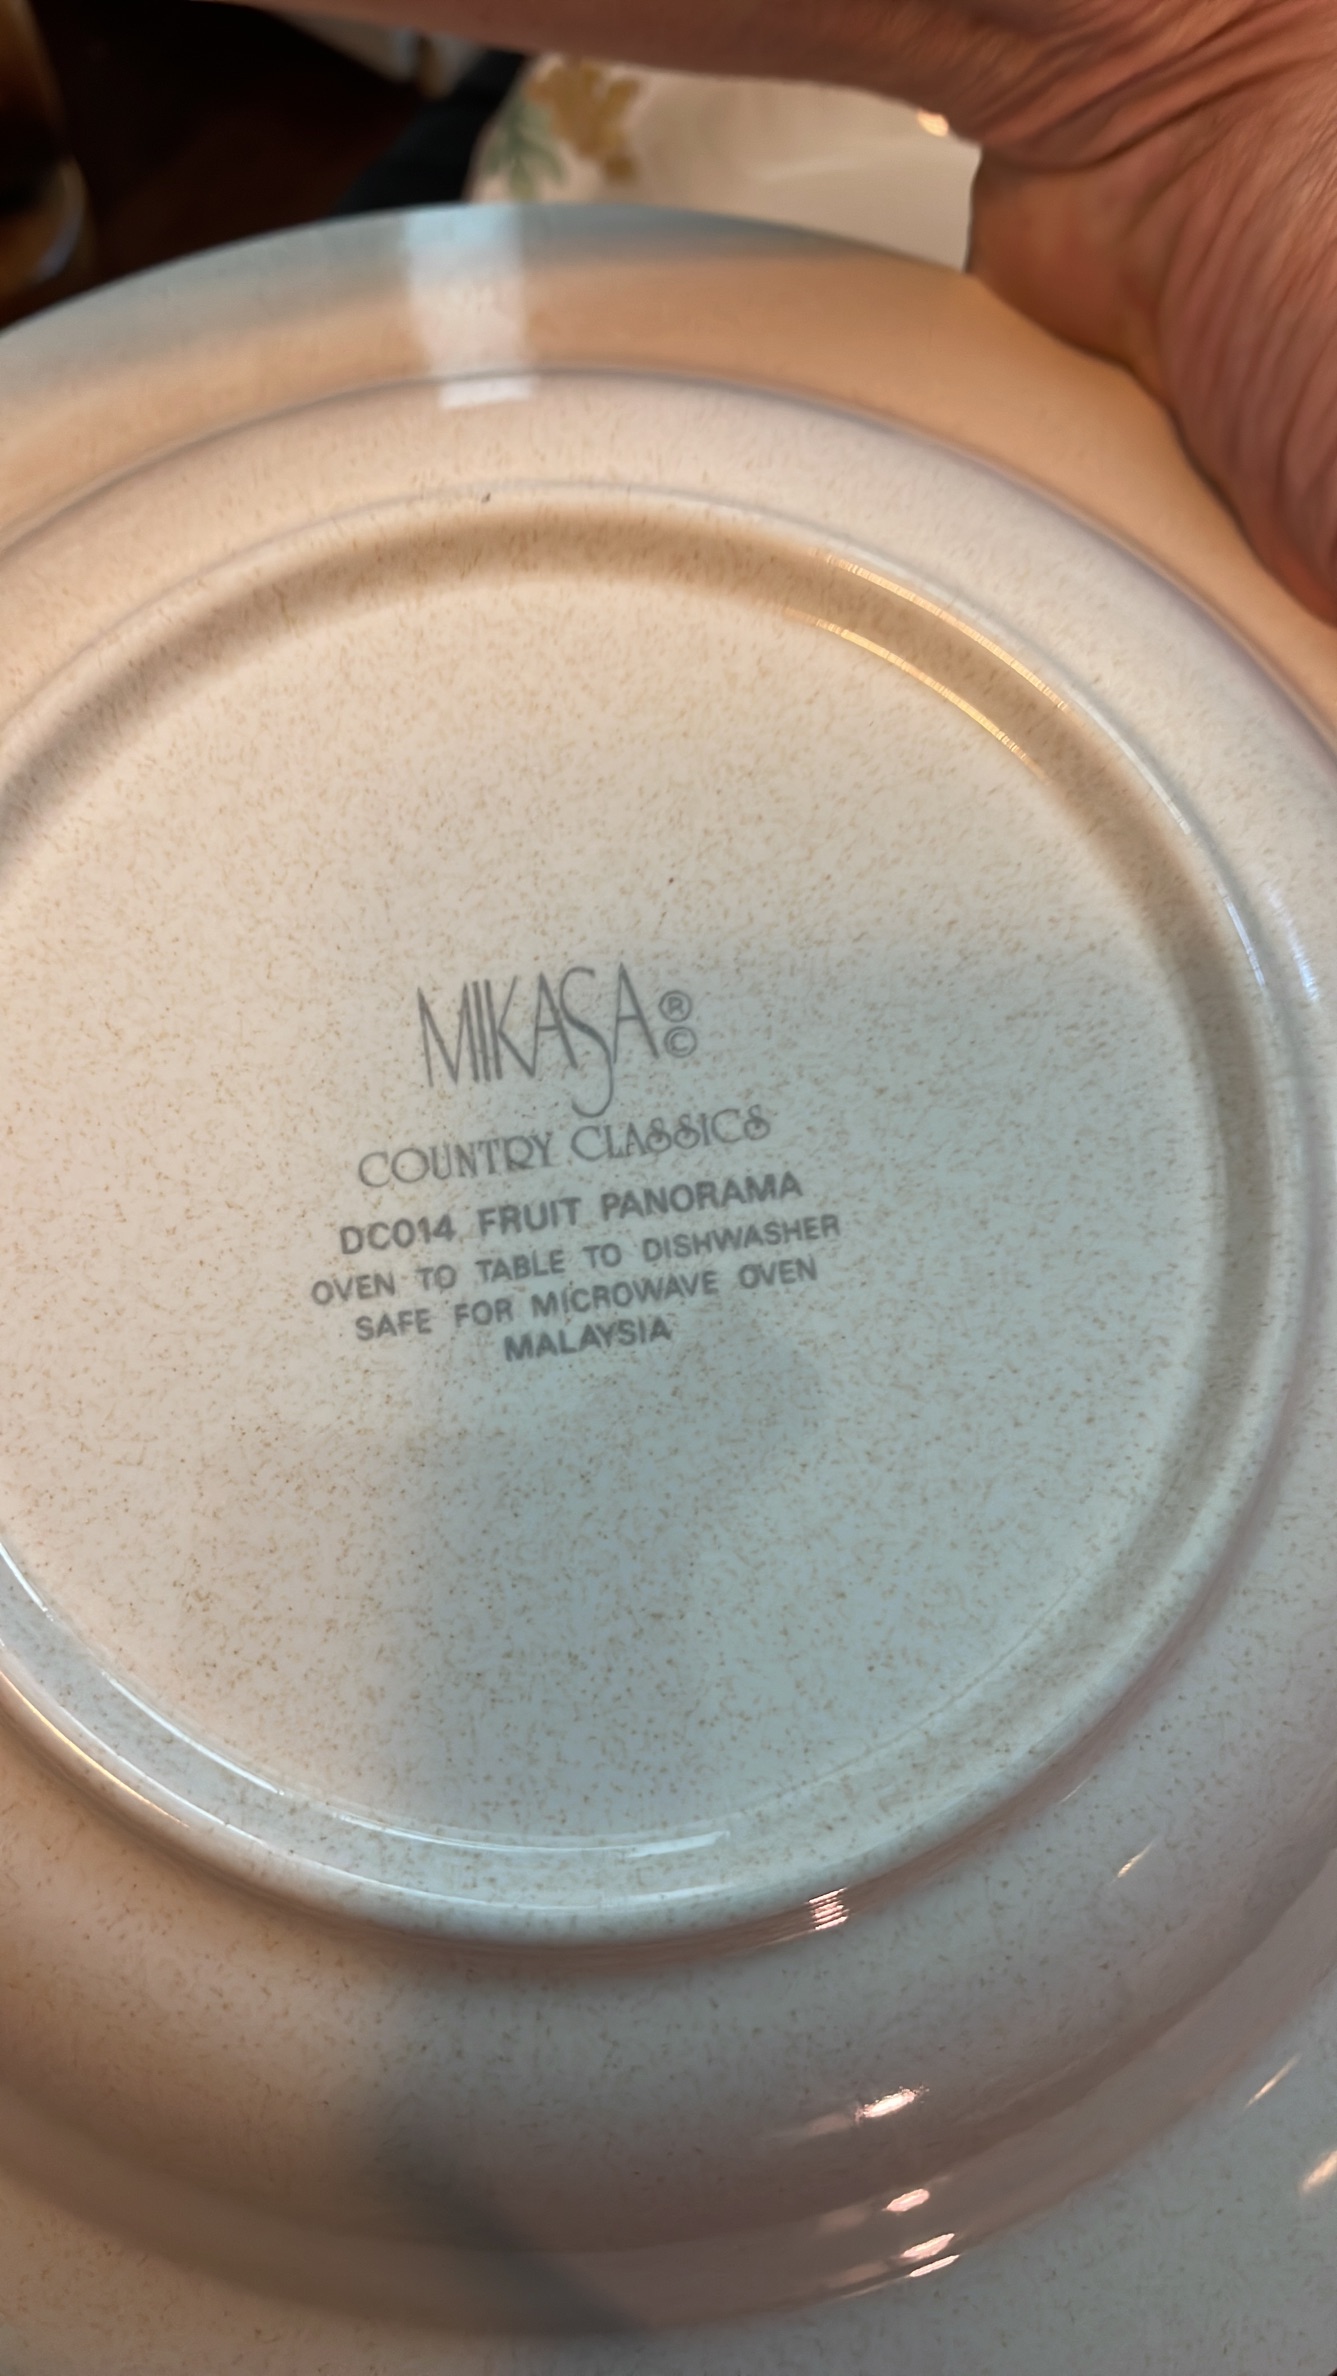 MIKASA®©
COUNTRY CLASSICS
DC014 FRUIT PANORAMA
OVEN TO TABLE TO DISHWASHER
SAFE FOR MICROWAVE OVEN
MALAYSIA